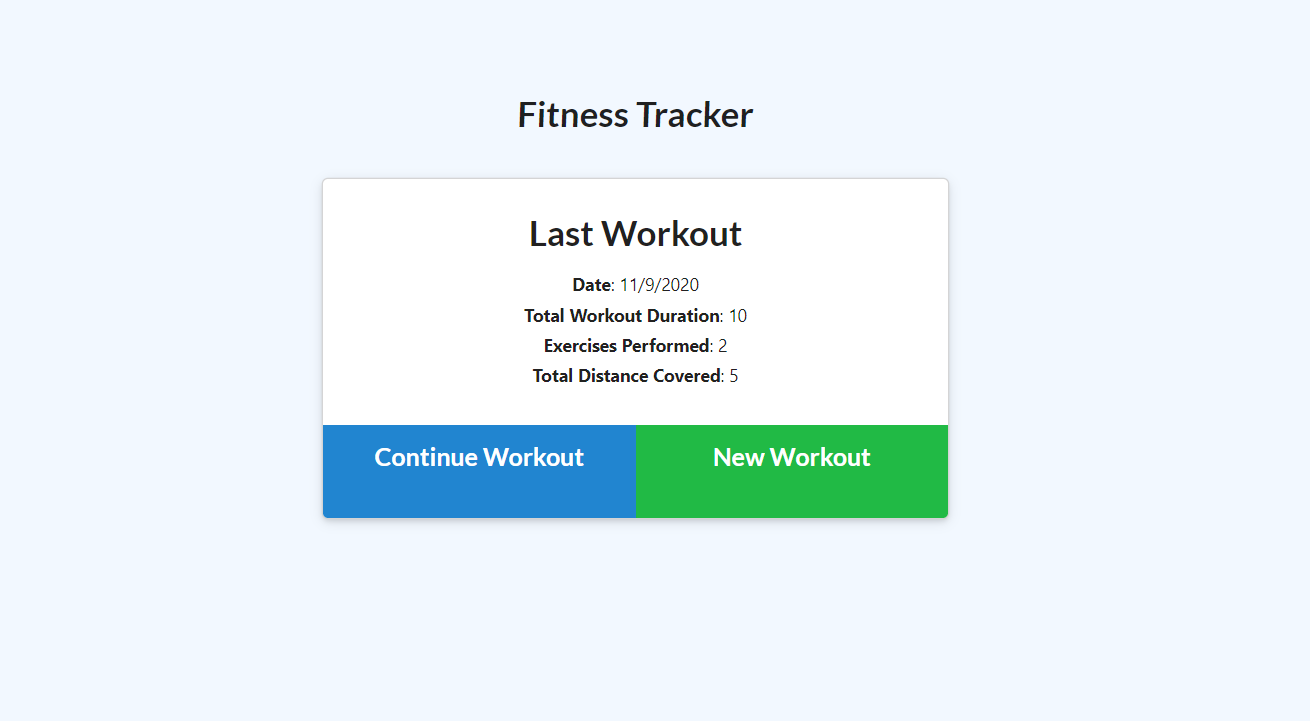 Fitness Tracker
Last Workout
Date: 11/9/2020
Total Workout Duration: 10
Exercises Performed: 2
Total Distance Covered: 5
Continue Workout
New Workout